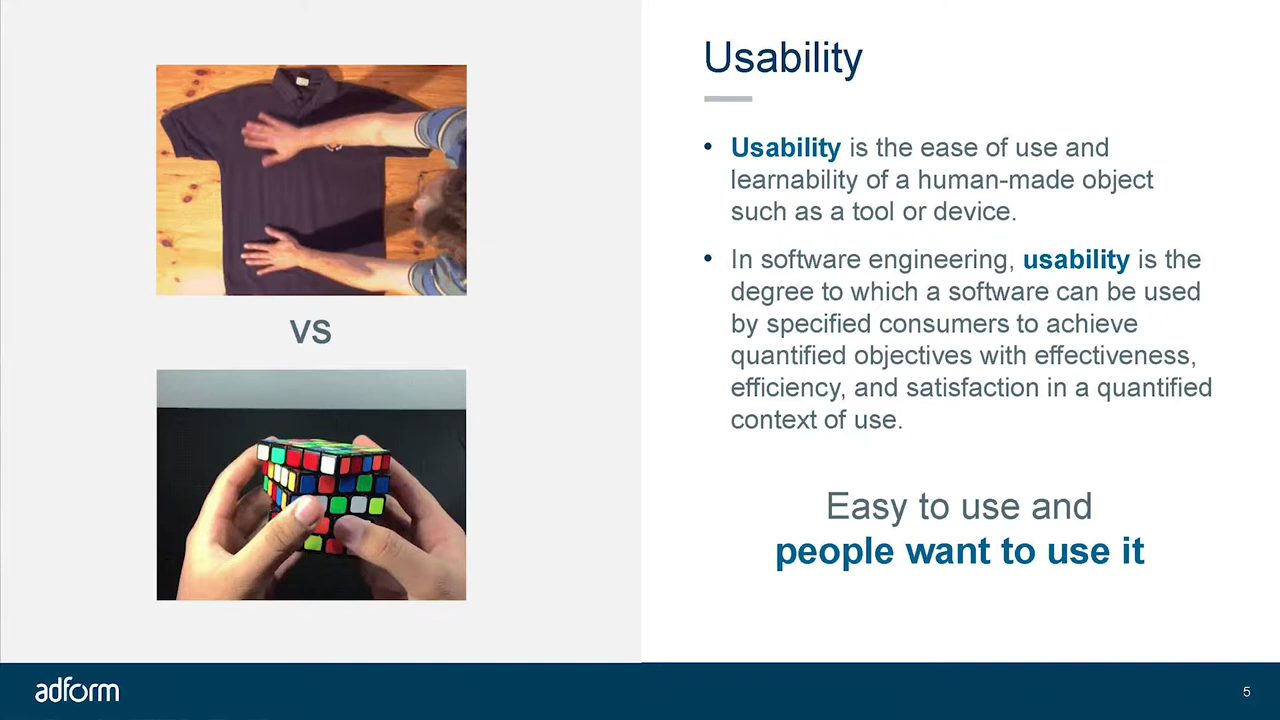 VS
Usability
• Usability is the ease of use and
learnability of a human-made object
such as a tool or device.
• In software engineering, usability is the
degree to which a software can be used
by specified consumers to achieve
quantified objectives with effectiveness,
efficiency, and satisfaction in a quantified
context of use.
Easy to use and
people want to use it
adform
5